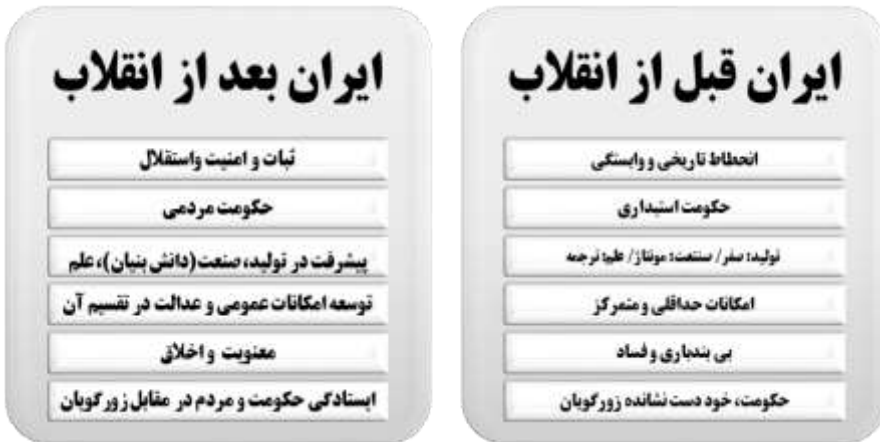 ایران قبل از انقلاب
انحطاط تاریخی و وابستگی
حکومت استبداری
تولید: صفر/ صنتعت: مونتاژ/ علم: ترجمه
امکانات حداقلی و متمرکز
بی بندباری و فساد
حکومت، خود دست نشانده زورگویان
ایران بعد از انقلاب
ثبات و امنیت واستقلال
حکومت مردمی
پیشرفت در تولید، صنعت(دانش بنیان)، علم
توسعه امکانات عمومی و عدالت در تقسیم آن
معنویت و اخلاق
ایستادگی حکومت و مردم در مقابل زورگویان